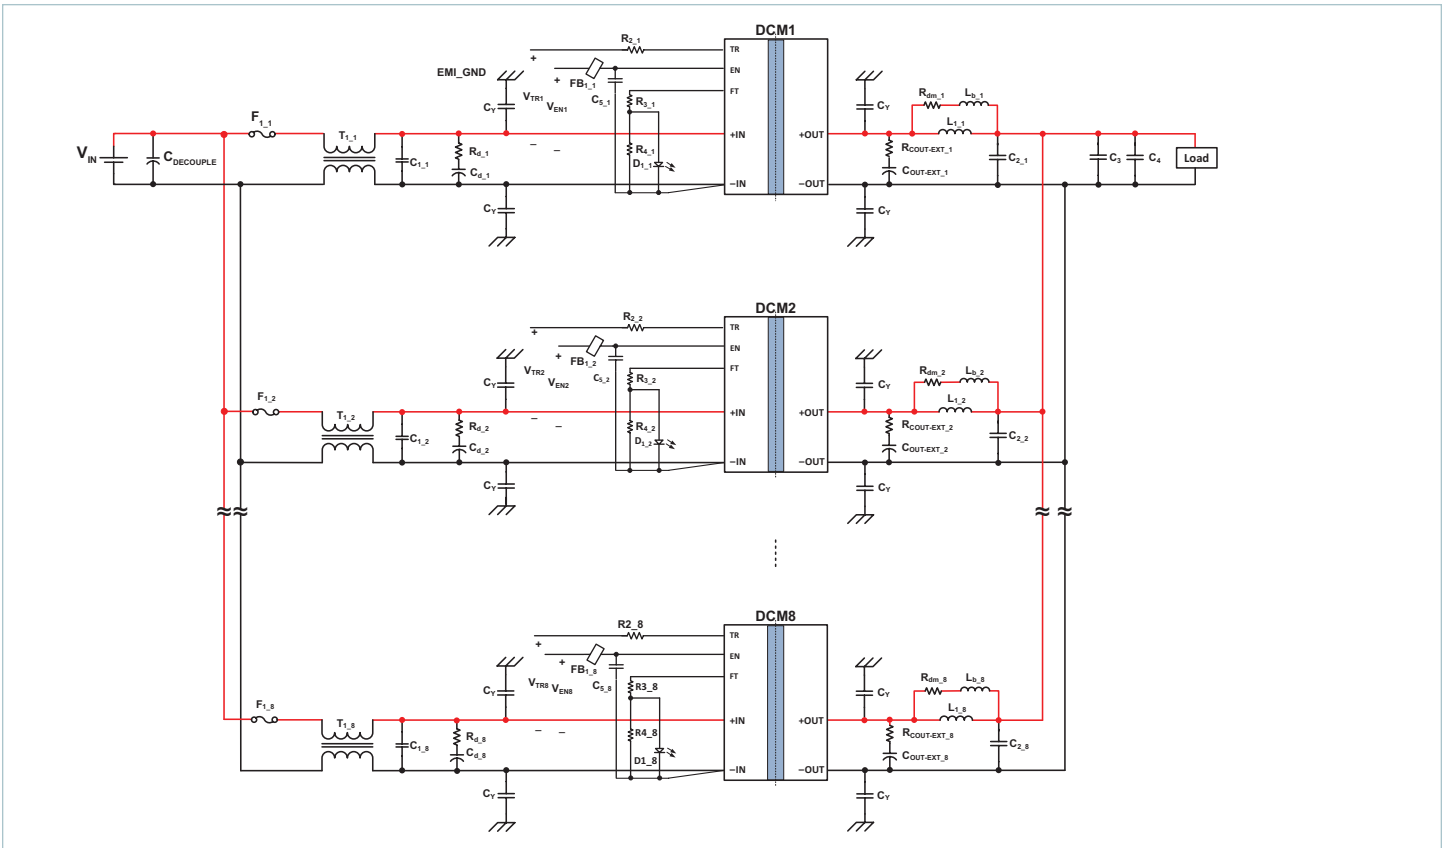 DCM1
R2_1
TR
+
EMI_GND
FB1_1
+
EN
VTR1
VEN1
C5_1
FT
CY
R3_1
CY
Rdm_1
Lb_1
F1_1
T1_1
+IN
+OUT
L1_1
VIN
CDECOUPLE
C1_1
Rd_1
Cd_1
– –
R4_1
D1_1
RCOUT-EXT_1
COUT-EXT_1
C2_1
C3
C4
Load
–IN
–OUT
CY
CY
DCM2
R2_2
TR
+
FB1_2
+
EN
VTR2
VEN2
C5_2
FT
CY
R3_2
CY
Rdm_2
Lb_2
F1_2
T1_2
+IN
+OUT
L1_2
C1_2
Rd_2
Cd_2
– –
R4_2
D1_2
RCOUT-EXT_2
COUT-EXT_2
C2_2
–IN
–OUT
CY
CY
≈ ≈ ≈ ≈
DCM8
R2_8
TR
+
FB1_8
+
EN
VTR8
VEN8
C5_8
FT
CY
R3_8
CY
Rdm_8
Lb_8
F1_8
T1_8
+IN
+OUT
L1_8
C1_8
Rd_8
Cd_8
– –
R4_8
D1_8
RCOUT-EXT_8
COUT-EXT_8
C2_8
–IN
–OUT
CY
CY